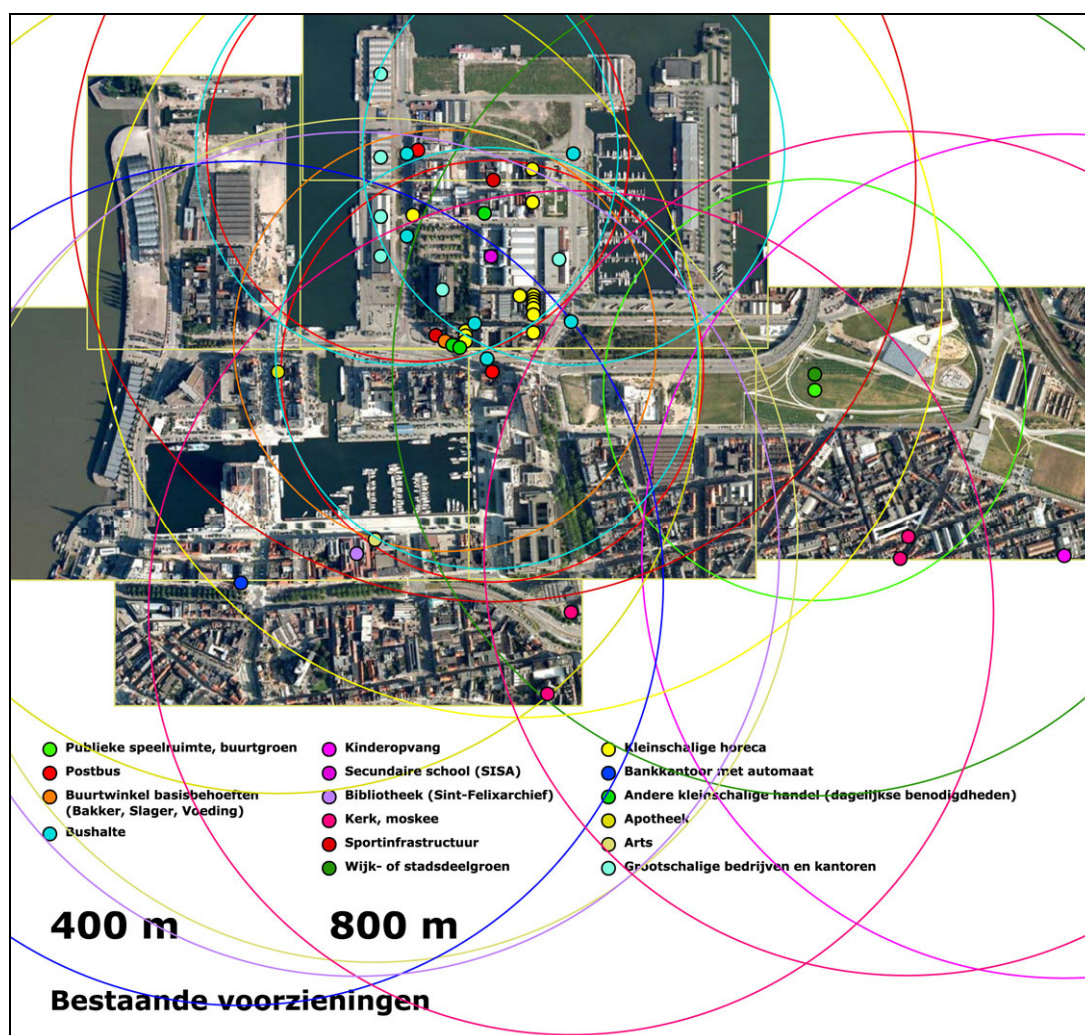 Publieke speelruimte, buurtgroen
Postbus
Buurtwinkel basisbehoeften
(Bakker, Slager, Voeding)
Bushalte
Kinderopvang
Secundaire school (SISA)
Bibliotheek (Sint-Felixarchief)
Kerk, moskee
Sportinfrastructuur
Wijk- of stadsdeelgroen
Kleinschalige horeca
Bankkantoor met automaat
Andere kleinschalige handel (dagelijkse benodigdheden)
Apotheek
Arts
Grootschalige bedrijven en kantoren
400 m
800 m
Bestaande voorzieningen